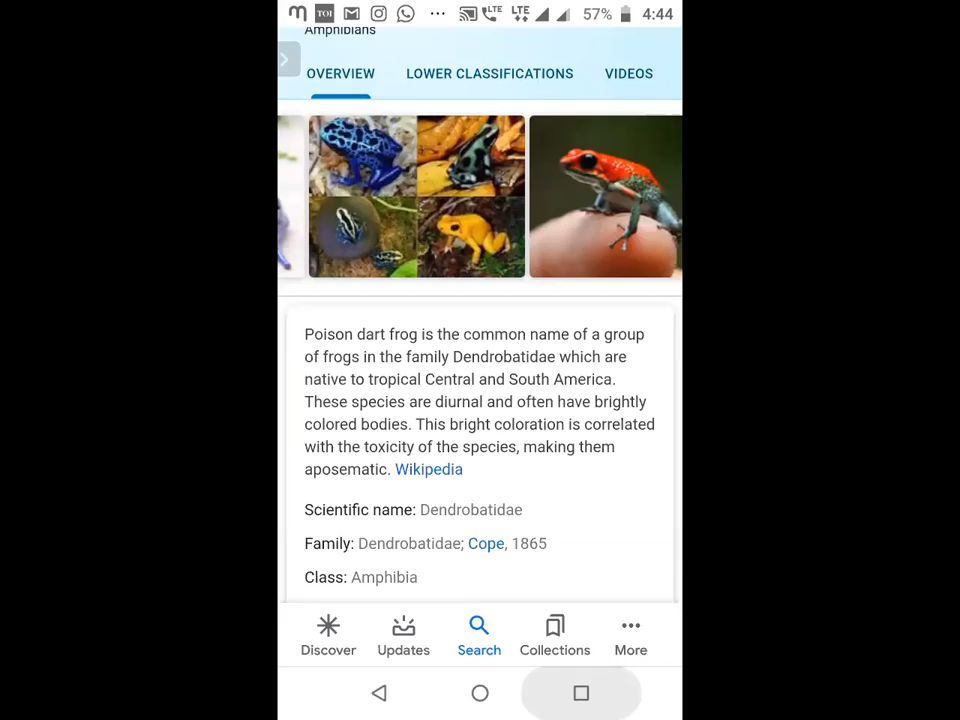 TOI LTE LTE 57% 4:44
Amphibians
OVERVIEW LOWER CLASSIFICATIONS VIDEOS
Poison dart frog is the common name of a group
of frogs in the family Dendrobatidae which are
native to tropical Central and South America.
These species are diurnal and often have brightly
colored bodies. This bright coloration is correlated
with the toxicity of the species, making them
aposematic. Wikipedia
Scientific name: Dendrobatidae
Family: Dendrobatidae; Cope, 1865
Class: Amphibia
Discover Updates Search Collections More